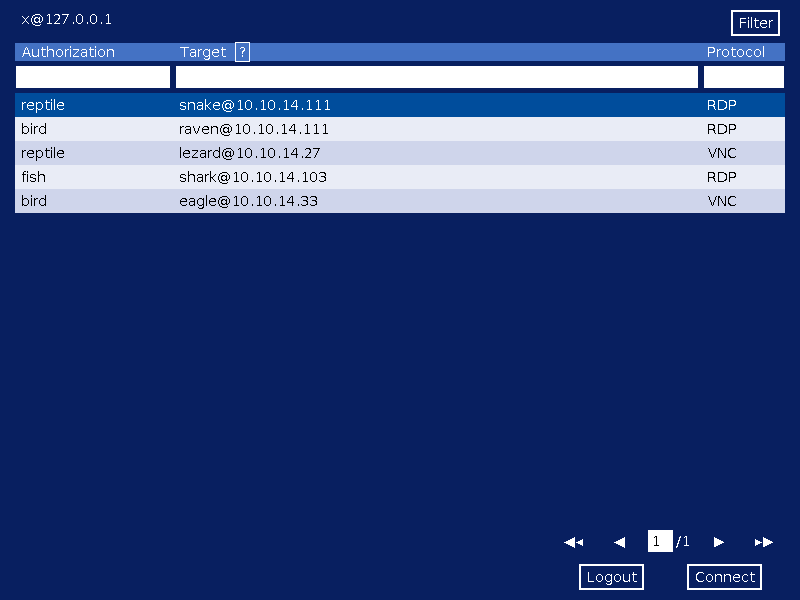 x@127.0.0.1
Filter
Authorization Target ? Protocol
reptile snake@10.10.14.111 RDP
bird raven@10.10.14.111 RDP
reptile lezard@10.10.14.27 VNC
fish shark@10.10.14.103 RDP
bird eagle@10.10.14.33 VNC
1 /1
Logout Connect